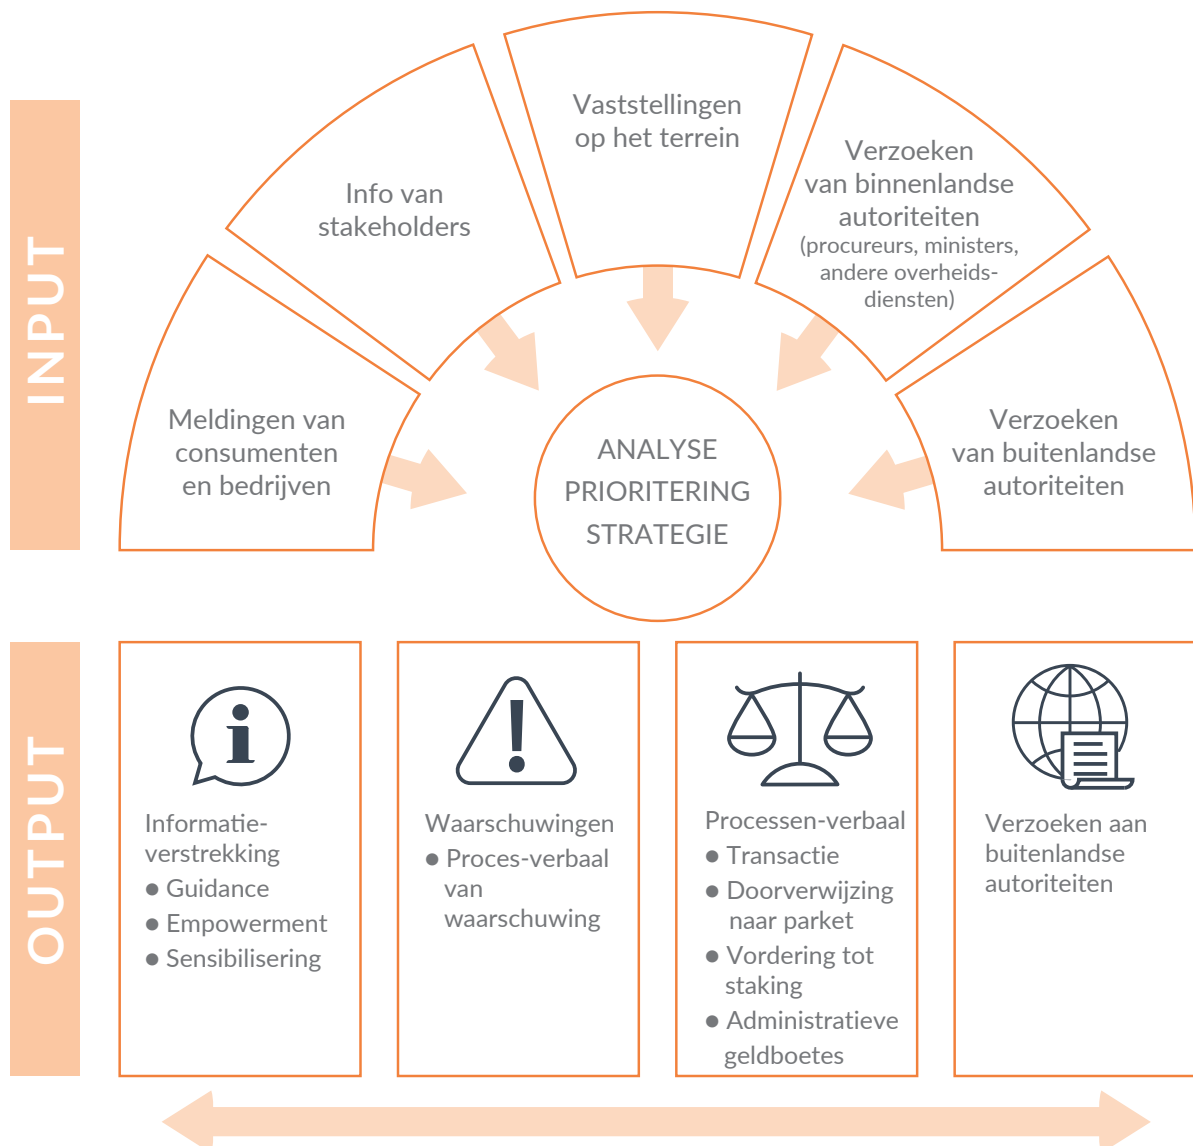 INPUT
Meldingen van
consumenten
en bedrijven
Info van
stakeholders
Vaststellingen
op het terrein
Verzoeken
van binnenlandse
autoriteiten
(procureurs, ministers,
andere overheids-
diensten)
Verzoeken
van buitenlandse
autoriteiten
ANALYSE
PRIORITERING
STRATEGIE
OUTPUT
Informatie-
verstrekking
● Guidance
● Empowerment
● Sensibilisering
Waarschuwingen
● Proces-verbaal
van
waarschuwing
Processen-verbaal
● Transactie
● Doorverwijzing
naar parket
● Vordering tot
staking
● Administratieve
geldboetes
Verzoeken aan
buitenlandse
autoriteiten